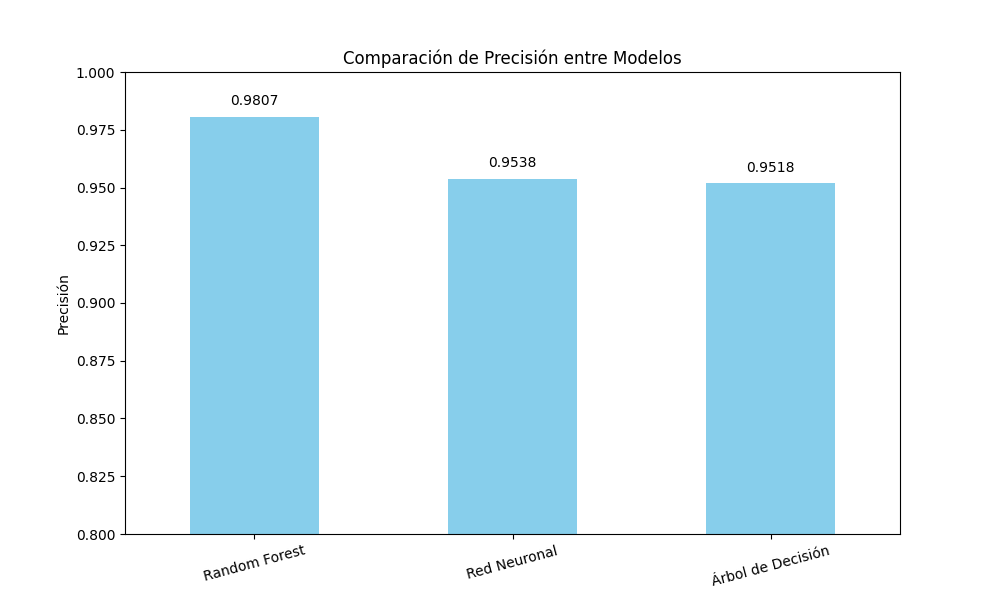 Comparación de Precisión entre Modelos
1.000
0.975
0.950
0.925
0.900
0.875
0.850
0.825
0.800
Precisión
0.9807
0.9538
0.9518
Random Forest
Red Neuronal
Árbol de Decisión